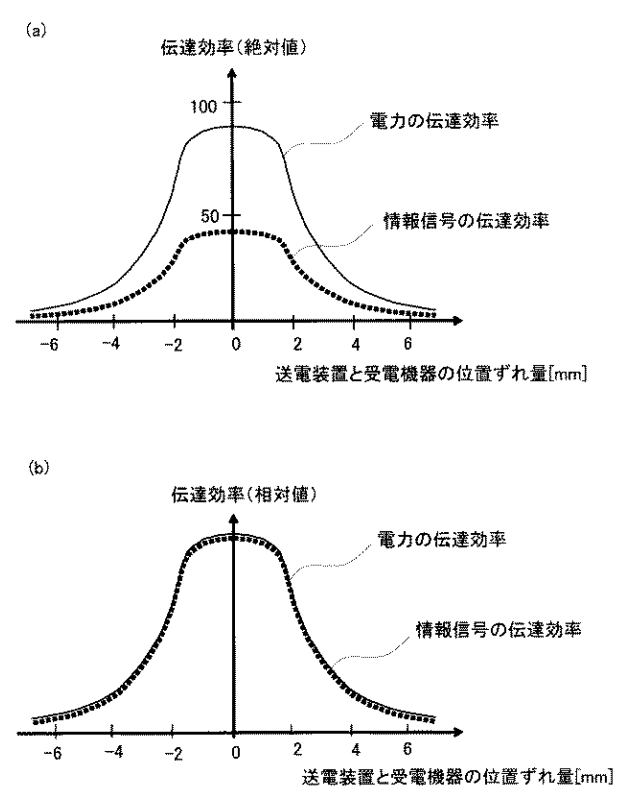 (a)
伝達効率(絶対値)
100
電力の伝達効率
50
情報信号の伝達効率
-6 -4 -2 0 2 4 6
送電装置と受電機器の位置ずれ量[mm]
(b)
伝達効率(相対値)
電力の伝達効率
情報信号の伝達効率
-6 -4 -2 0 2 4 6
送電装置と受電機器の位置ずれ量[mm]